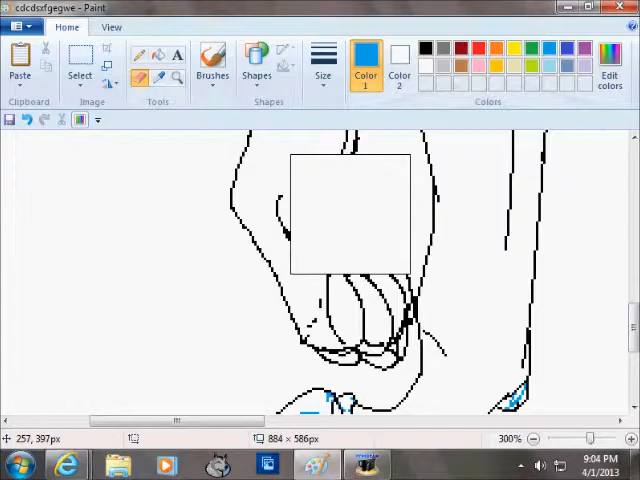 cdcdsxfgegwe - Paint
Home View
Paste Select Brushes Shapes Size Color 1 Color 2 Edit colors
Clipboard Image Tools Shapes Colors
257, 397px 884 × 586px 300%
9:04 PM
4/1/2013